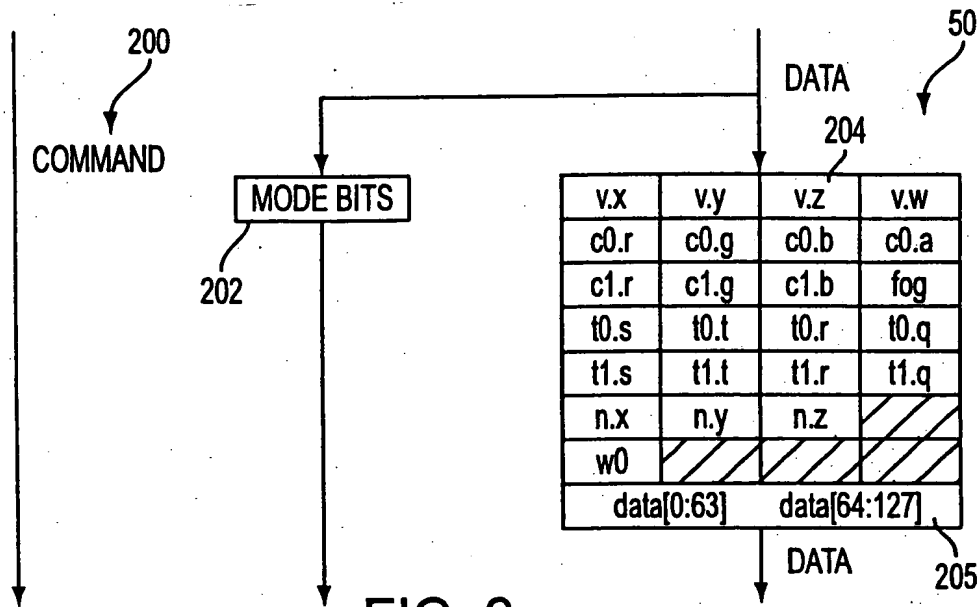 200
50
DATA
COMMAND
204
MODE BITS
202
v.x v.y v.z v.w
c0.r c0.g c0.b c0.a
c1.r c1.g c1.b fog
t0.s t0.t t0.r t0.q
t1.s t1.t t1.r t1.q
n.x n.y n.z
w0
data[0:63] data[64:127]
DATA
205